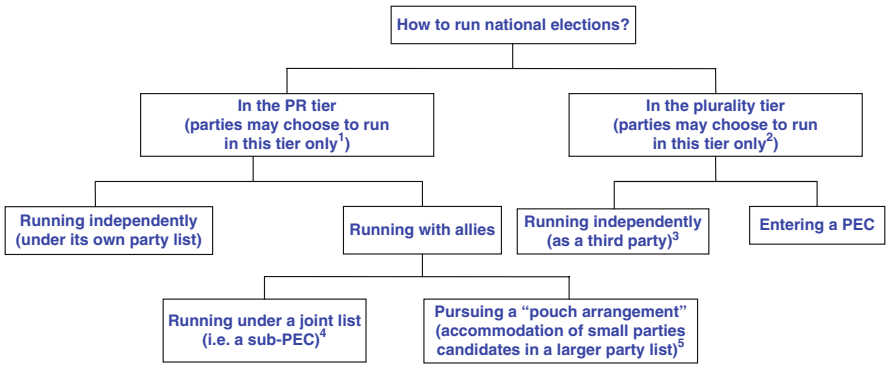 How to run national elections?
In the PR tier
(parties may choose to run
in this tier only¹)
In the plurality tier
(parties may choose to run
in this tier only²)
Running independently
(under its own party list)
Running with allies
Running independently
(as a third party)³
Entering a PEC
Running under a joint list
(i.e. a sub-PEC)⁴
Pursuing a “pouch arrangement”
(accommodation of small parties
candidates in a larger party list)⁵